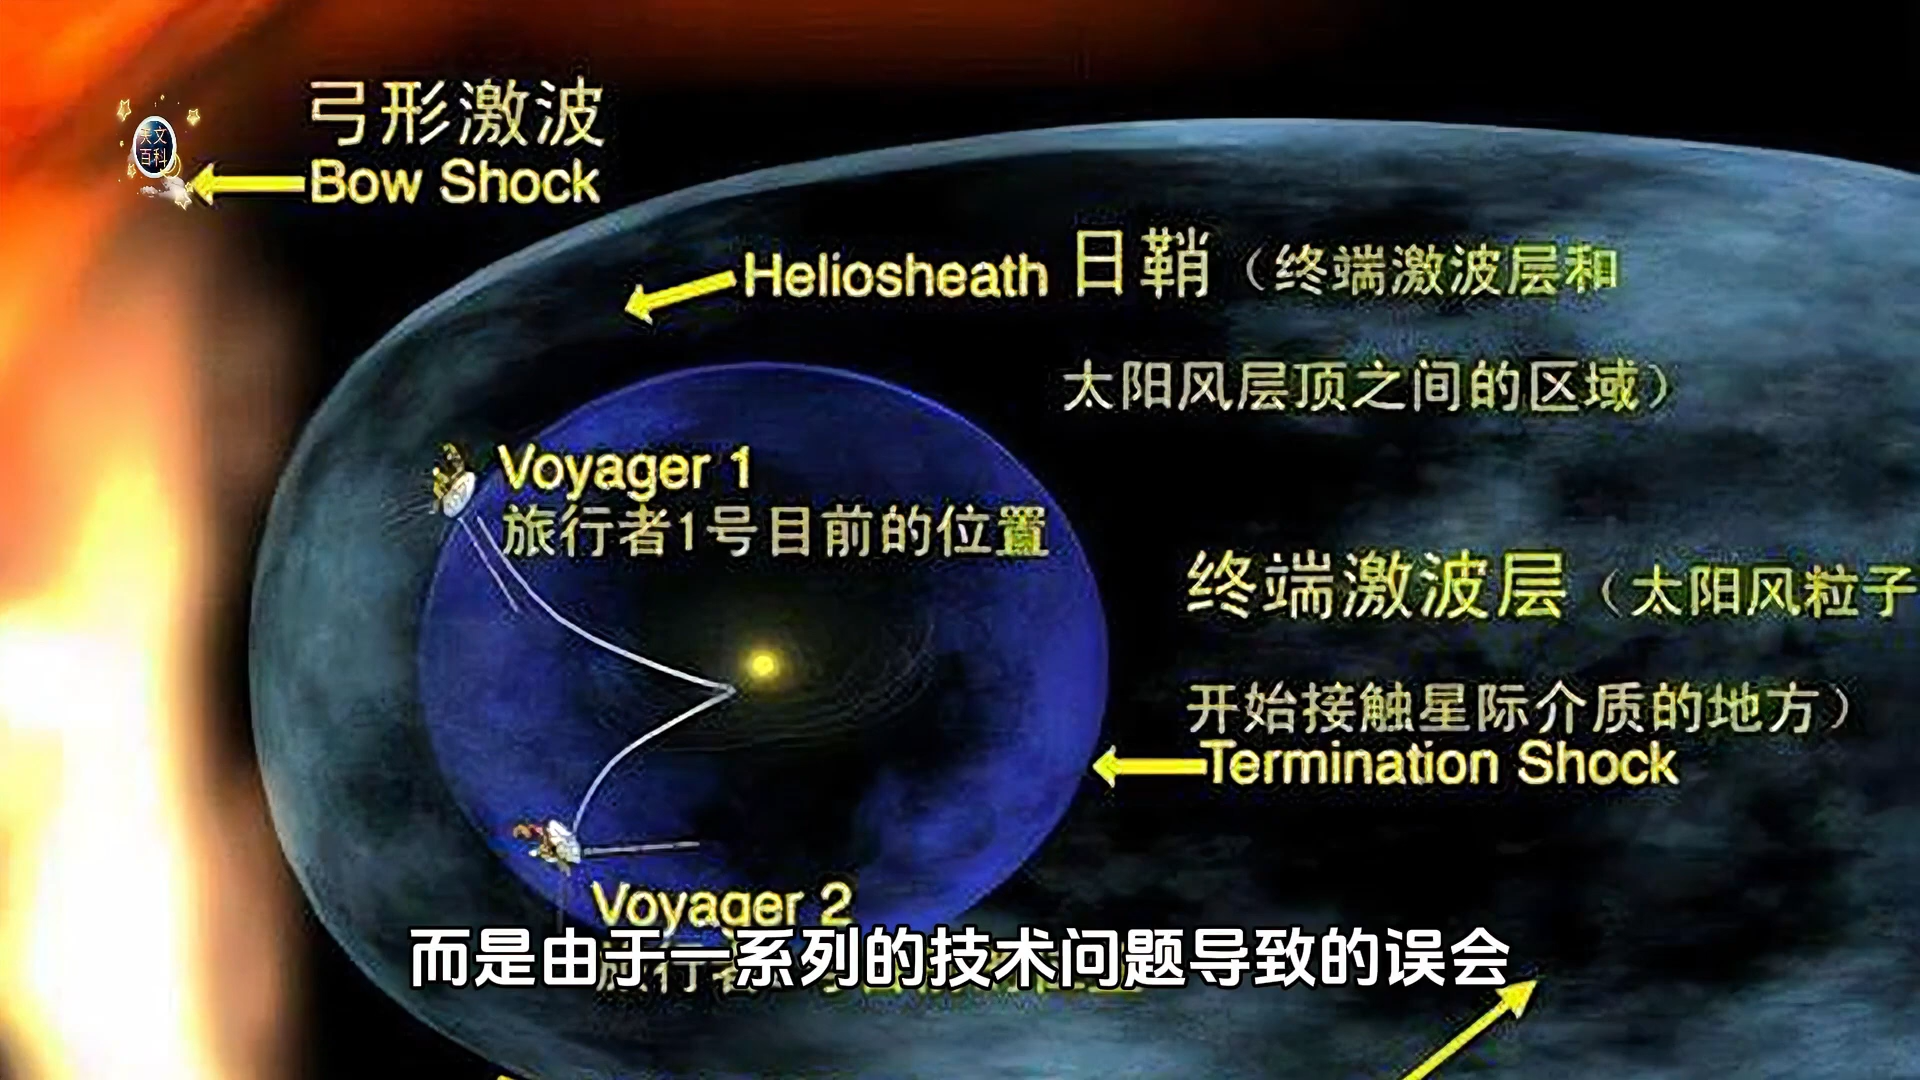 弓形激波
天文
百科
Bow Shock
Heliosheath 日鞘（终端激波层和
太阳风层顶之间的区域）
Voyager 1
旅行者1号目前的位置
终端激波层（太阳风粒子
开始接触星际介质的地方）
Termination Shock
Voyager 2
而是由于一系列的技术问题导致的误会